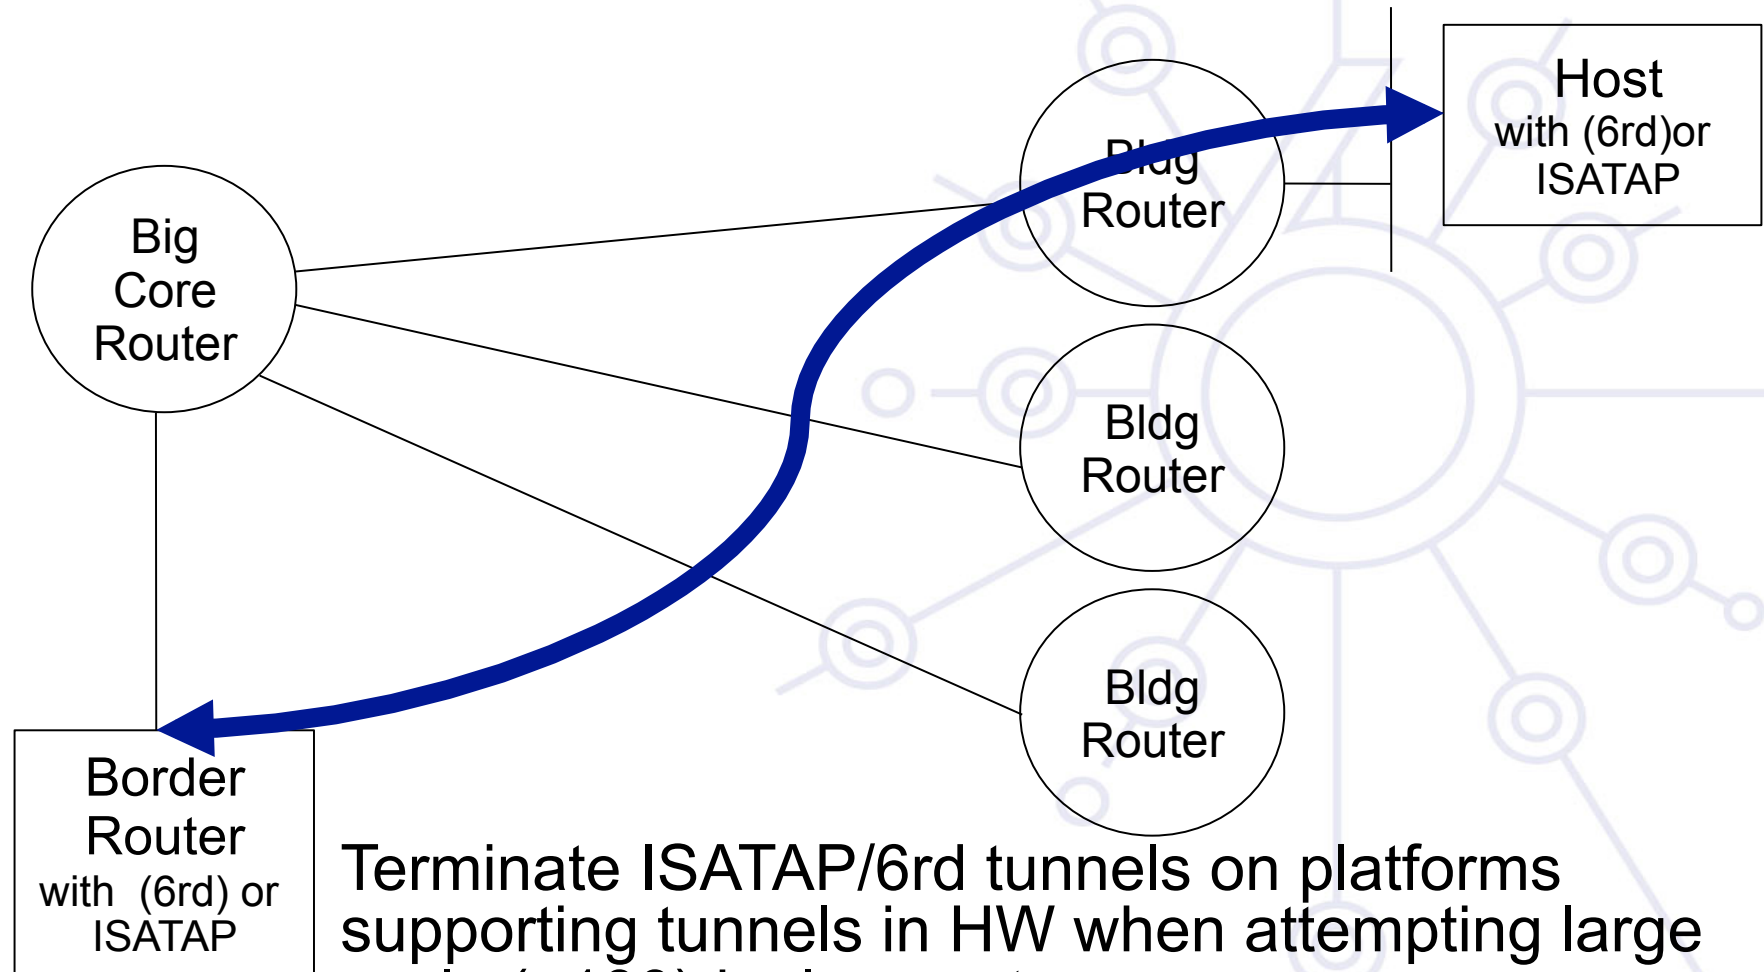 Host
with (6rd)or
ISATAP
Bldg
Router
Big
Core
Router
Bldg
Router
Bldg
Router
Border
Router
with (6rd) or
ISATAP
Terminate ISATAP/6rd tunnels on platforms
supporting tunnels in HW when attempting large